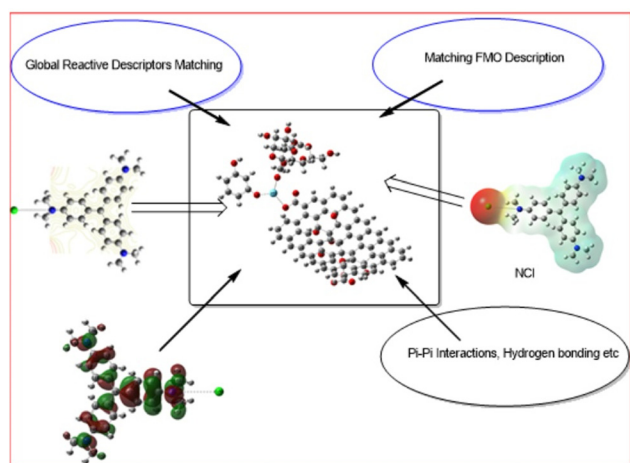 Global Reactive Descriptors Matching
Matching FMO Description
NCI
Pi-Pi Interactions, Hydrogen bonding etc